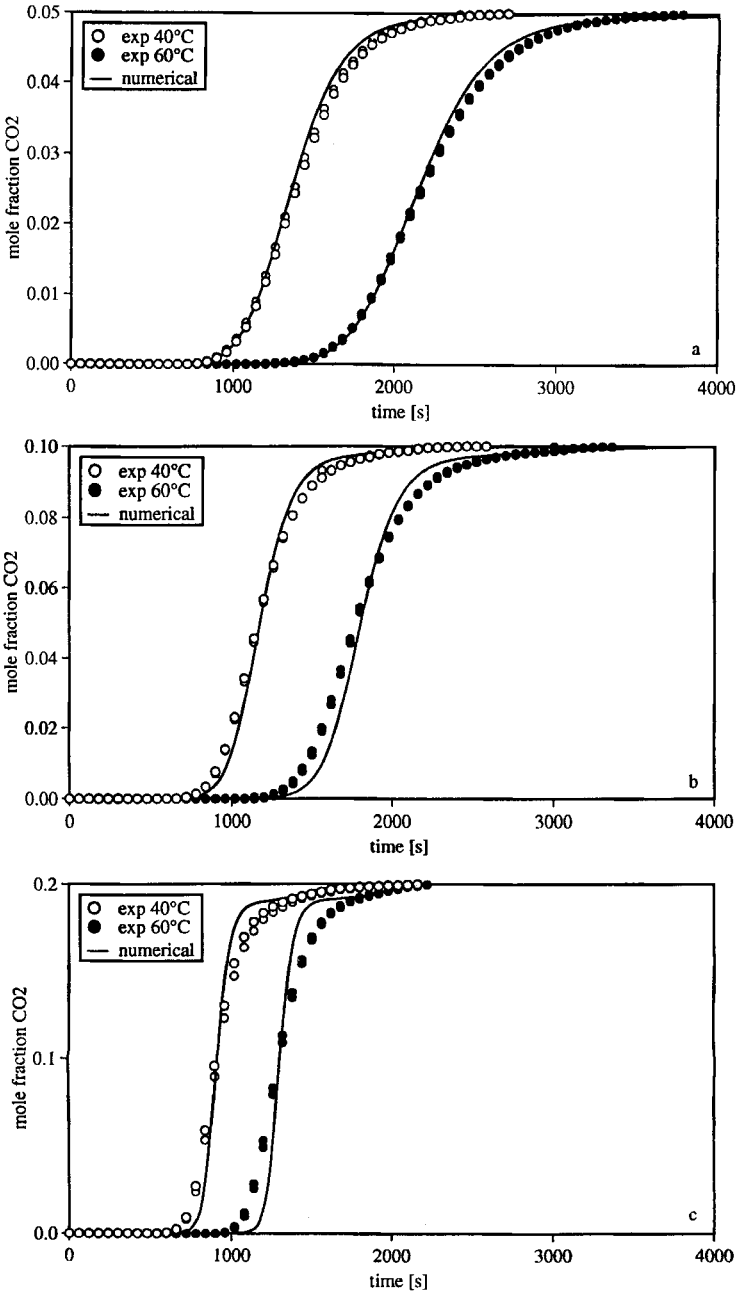 0.05
exp 40°C
exp 60°C
numerical
0.04
0.03
mole fraction CO2
0.02
0.01
0.00
a
0 1000 2000 3000 4000
time [s]
0.10
exp 40°C
exp 60°C
numerical
0.08
0.06
mole fraction CO2
0.04
0.02
0.00
b
0 1000 2000 3000 4000
time [s]
0.2
exp 40°C
exp 60°C
numerical
mole fraction CO2
0.1
0.0
c
0 1000 2000 3000 4000
time [s]